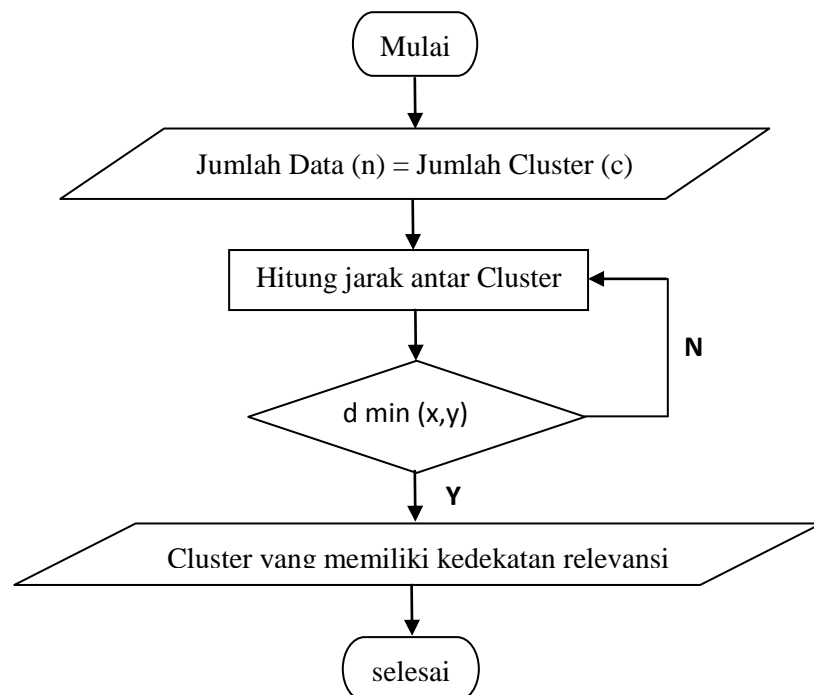 Mulai
Jumlah Data (n) = Jumlah Cluster (c)
Hitung jarak antar Cluster
N
d min (x,y)
Y
Cluster yang memiliki kedekatan relevansi
selesai